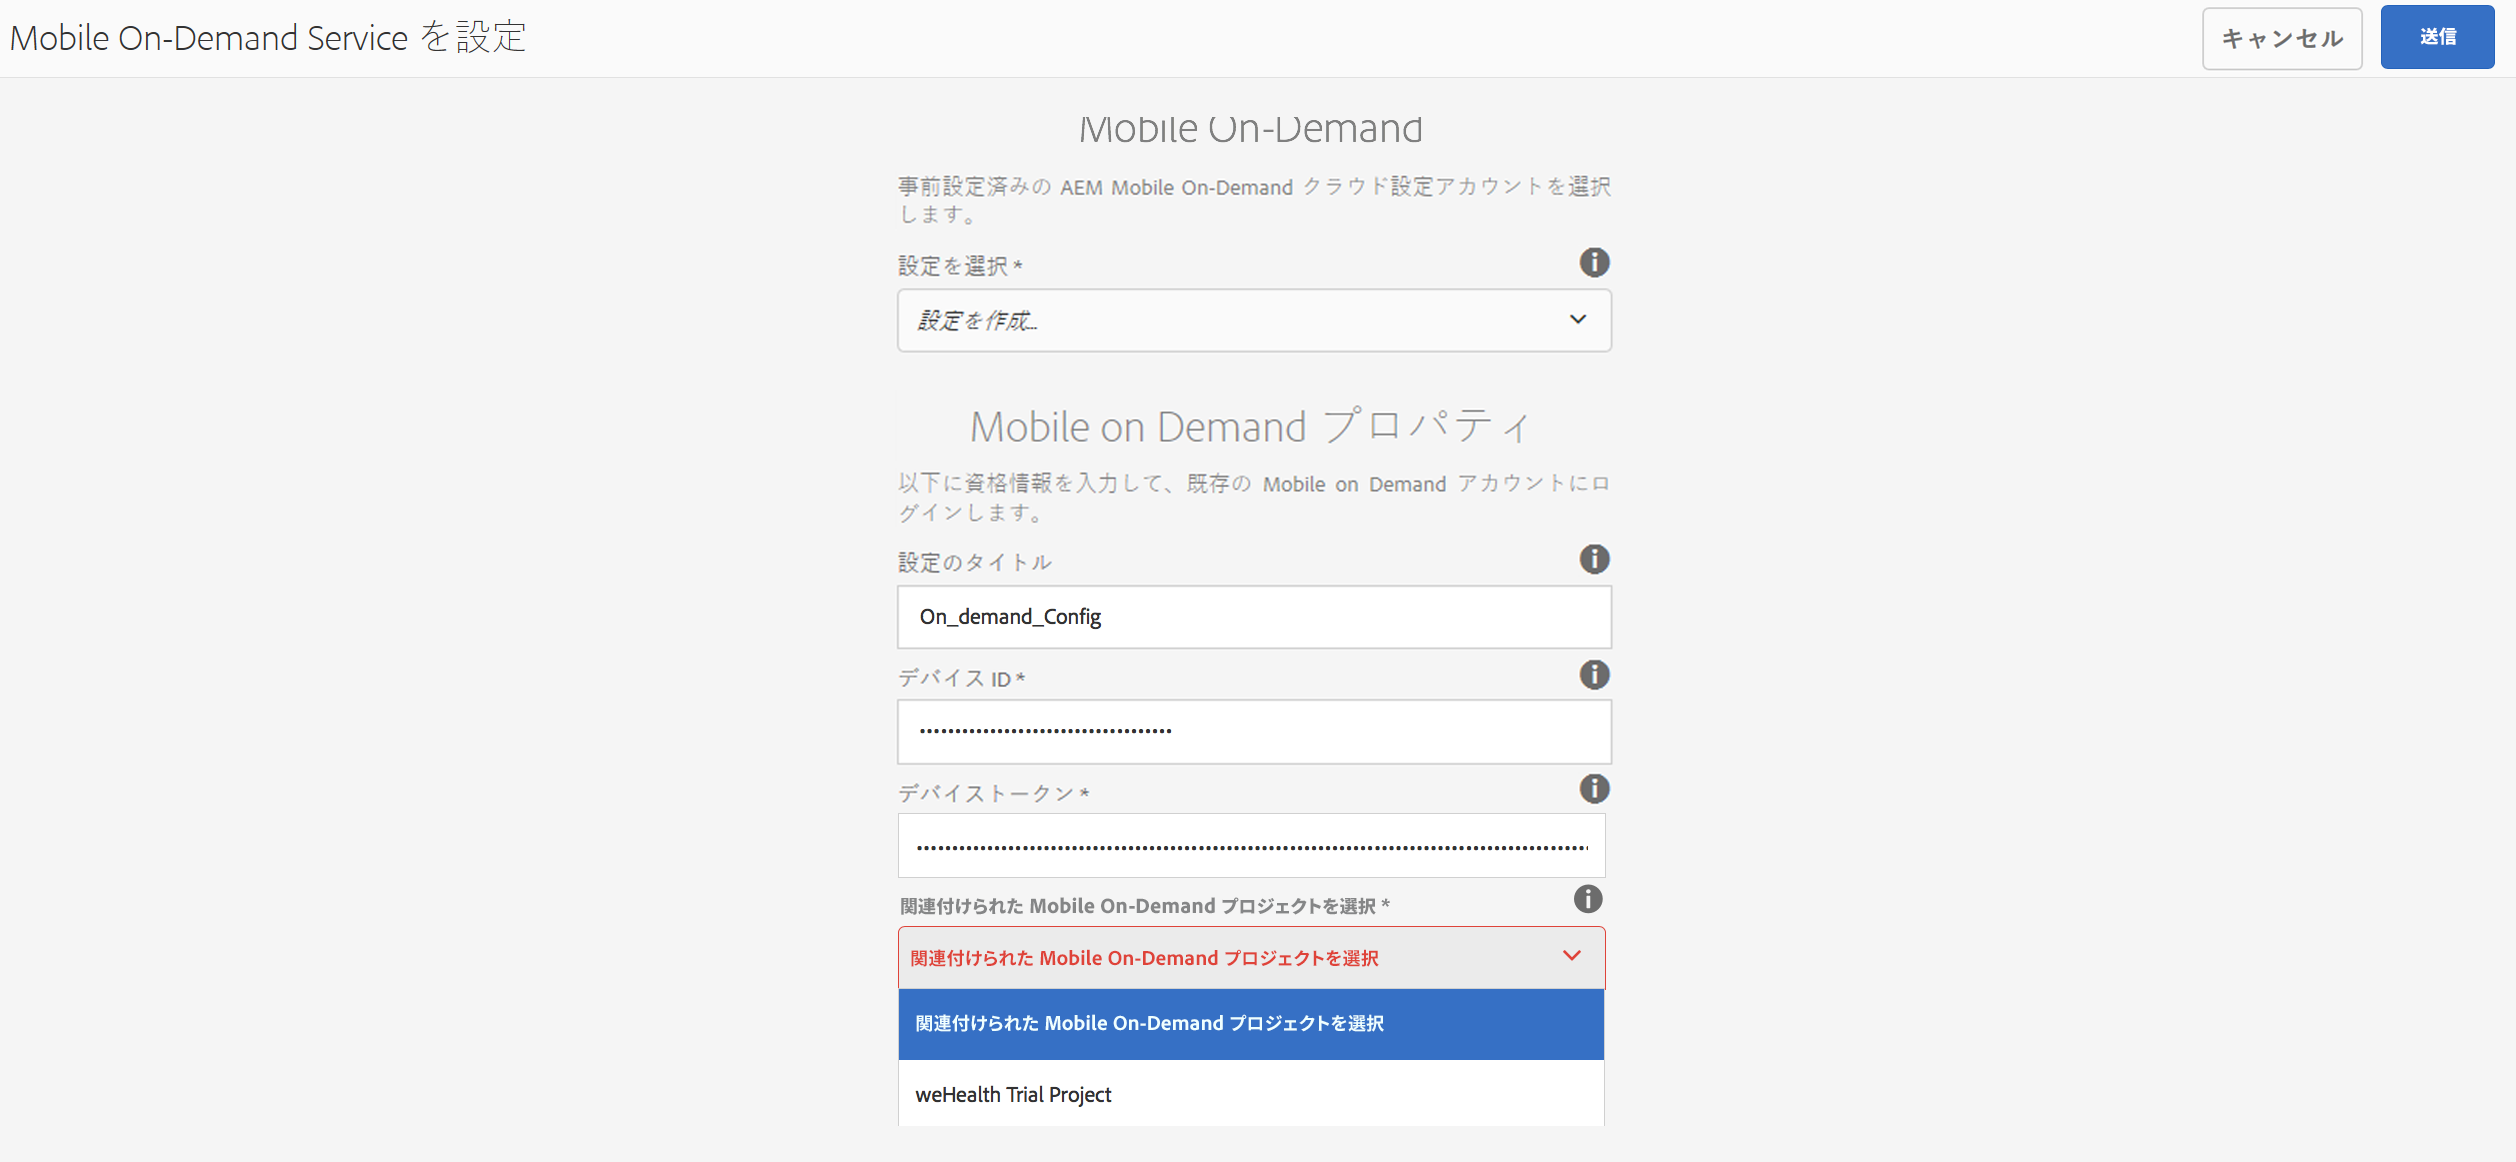 Mobile On-Demand Service を設定
キャンセル
送信
Mobile On-Demand
事前設定済みの AEM Mobile On-Demand クラウド設定アカウントを選択
します。
設定を選択 *
設定を作成...
Mobile on Demand プロパティ
以下に資格情報を入力して、既存の Mobile on Demand アカウントにロ
グインします。
設定のタイトル
On_demand_Config
デバイス ID *
デバイストークン *
関連付けられた Mobile On-Demand プロジェクトを選択 *
関連付けられた Mobile On-Demand プロジェクトを選択
関連付けられた Mobile On-Demand プロジェクトを選択
weHealth Trial Project